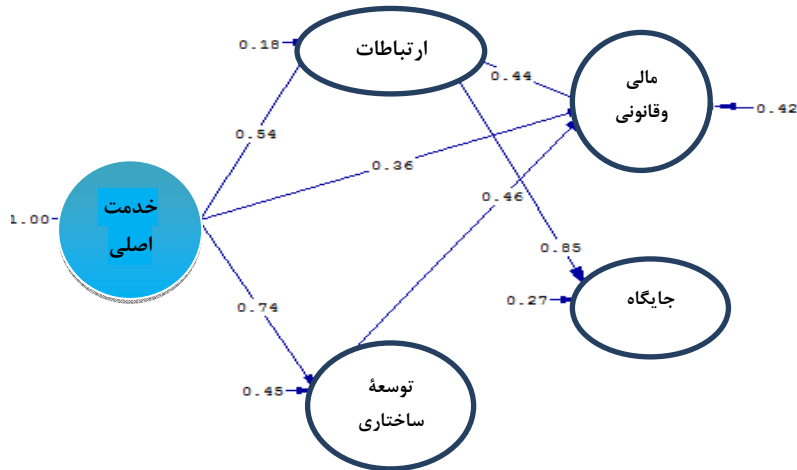 0.18
ارتباطات
0.44
مالی
وقانونی
0.42
0.54
0.36
0.46
1.00
خدمت
اصلی
0.85
0.74
0.27
جایگاه
0.45
توسعهٔ
ساختاری